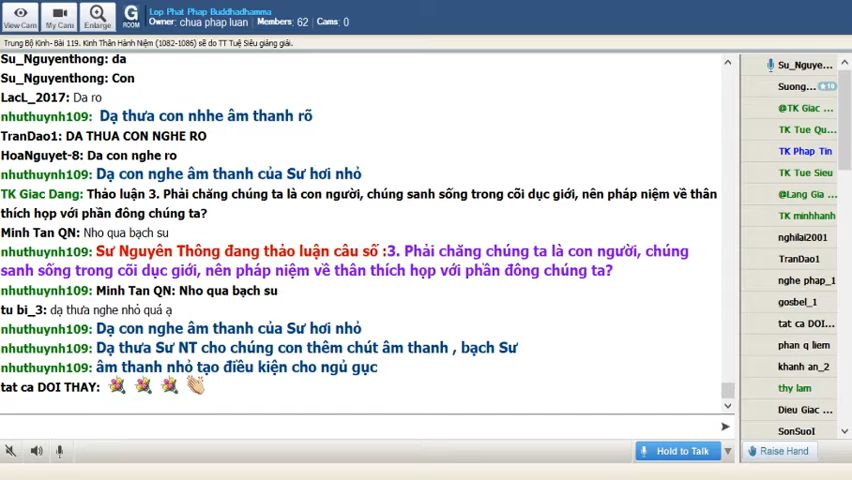 View Cam
My Cams
Enlarge
G ROOM
Lop Phat Phap Buddhadhamma
Owner: chua phap luan Members: 62 Cams: 0
Trung Bộ Kinh- Bài 119. Kinh Thân Hành Niệm (1082-1086) sẽ do TT Tuệ Siêu giảng giải.
Su_Nguyenthong: da
Su_Nguyenthong: Con
LacL_2017: Da ro
nhuthuynh109: Dạ thưa con nhhe âm thanh rõ
TranDao1: DA THUA CON NGHE RO
HoaNguyet-8: Da con nghe ro
nhuthuynh109: Dạ con nghe âm thanh của Sư hơi nhỏ
TK Giac Dang: Thảo luận 3. Phải chăng chúng ta là con người, chúng sanh sống trong cõi dục giới, nên pháp niệm về thân
thích họp với phần đông chúng ta?
Minh Tan QN: Nho qua bạch su
nhuthuynh109: Sư Nguyên Thông đang thảo luận câu số :3. Phải chăng chúng ta là con người, chúng
sanh sống trong cõi dục giới, nên pháp niệm về thân thích họp với phần đông chúng ta?
nhuthuynh109: Minh Tan QN: Nho qua bạch su
tu bi_3: dạ thưa nghe nhỏ quá ạ
nhuthuynh109: Dạ con nghe âm thanh của Sư hơi nhỏ
nhuthuynh109: Dạ thưa Sư NT cho chúng con thêm chút âm thanh , bạch Sư
nhuthuynh109: âm thanh nhỏ tạo điều kiện cho ngủ gục
tat ca DOI THAY:
Hold to Talk
Su_Nguye...
Suong... 10
@TK Giac ...
TK Tue Qu...
TK Phap Tin
TK Tue Sieu
@Lang Gia ...
TK minhhanh
nghilai2001
TranDao1
nghe phap_1
gosbel_1
tat ca DOI...
phan q liem
khanh an_2
thy lam
Dieu Giac ...
SonSuoI
Raise Hand